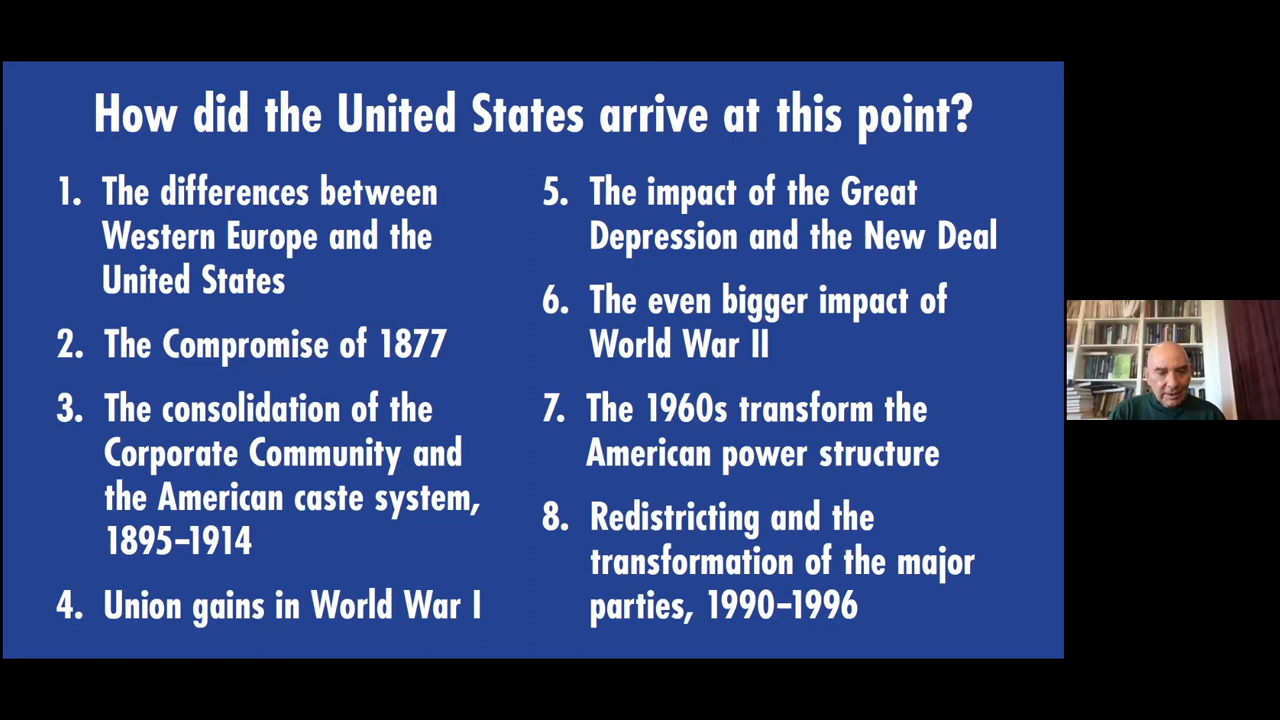 How did the United States arrive at this point?
1. The differences between
Western Europe and the
United States
2. The Compromise of 1877
3. The consolidation of the
Corporate Community and
the American caste system,
1895–1914
4. Union gains in World War I
5. The impact of the Great
Depression and the New Deal
6. The even bigger impact of
World War II
7. The 1960s transform the
American power structure
8. Redistricting and the
transformation of the major
parties, 1990–1996